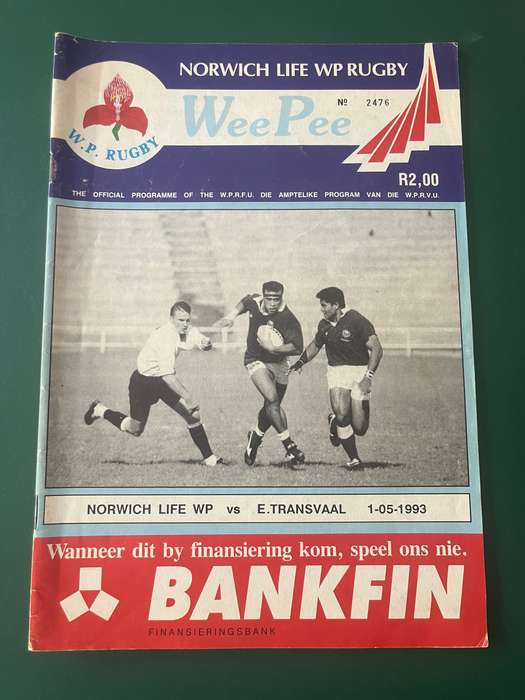 NORWICH LIFE WP RUGBY
WeePee
Nº 2476
W.P. RUGBY
R2,00
THE OFFICIAL PROGRAMME OF THE W.P.R.F.U. DIE AMPTELIKE PROGRAM VAN DIE W.P.R.V.U.
NORWICH LIFE WP vs E.TRANSVAAL 1-05-1993
Wanneer dit by finansiering kom, speel ons nie.
BANKFIN
FINANSIERINGSBANK